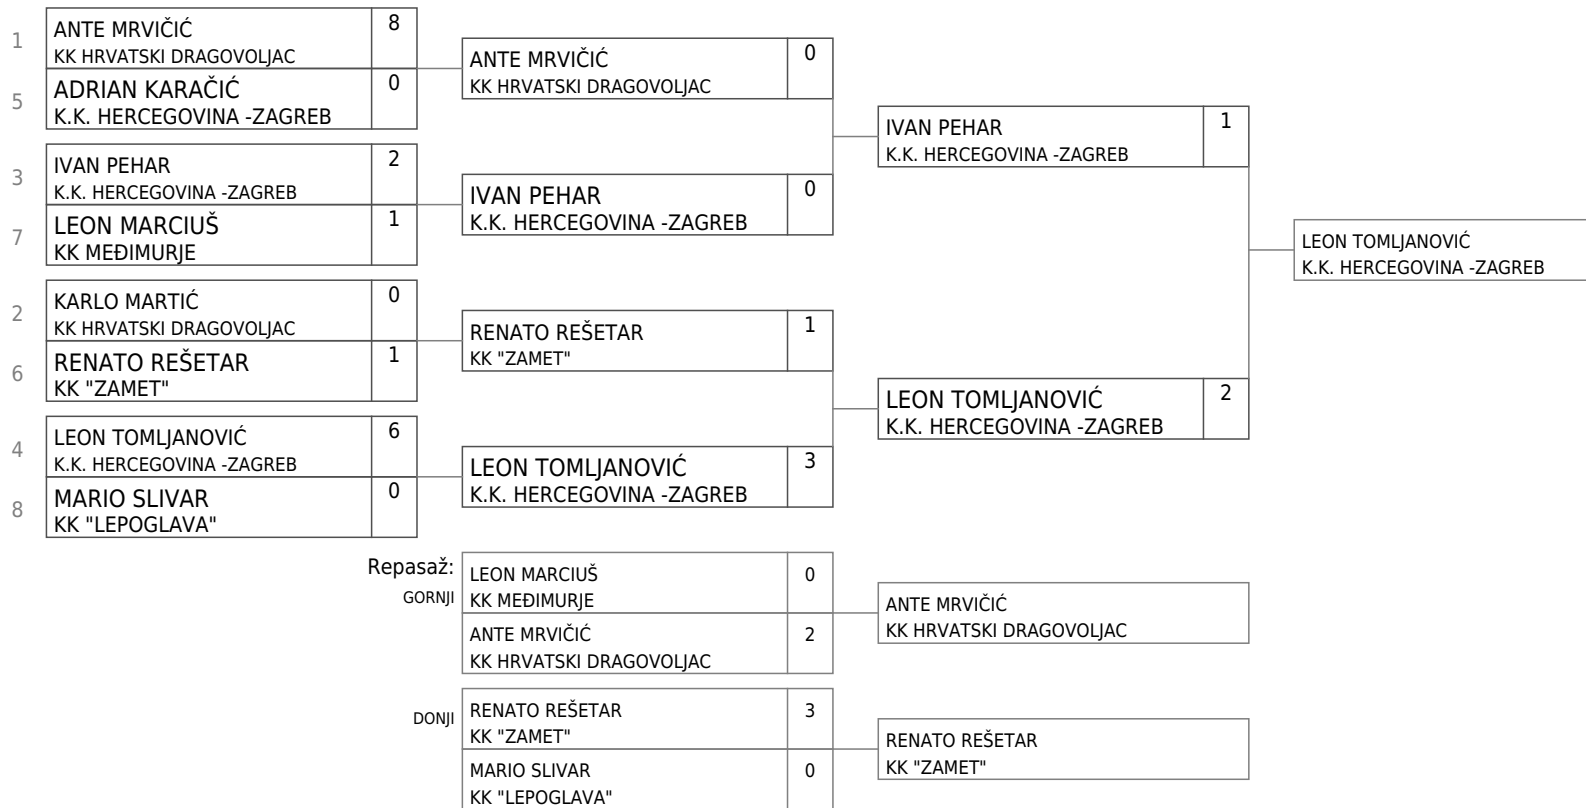 1
ANTE MRVIČIĆ
KK HRVATSKI DRAGOVOLJAC
8
5
ADRIAN KARAČIĆ
K.K. HERCEGOVINA -ZAGREB
0
3
IVAN PEHAR
K.K. HERCEGOVINA -ZAGREB
2
7
LEON MARCIUŠ
KK MEĐIMURJE
1
2
KARLO MARTIĆ
KK HRVATSKI DRAGOVOLJAC
0
6
RENATO REŠETAR
KK "ZAMET"
1
4
LEON TOMLJANOVIĆ
K.K. HERCEGOVINA -ZAGREB
6
8
MARIO SLIVAR
KK "LEPOGLAVA"
0
ANTE MRVIČIĆ
KK HRVATSKI DRAGOVOLJAC
0
IVAN PEHAR
K.K. HERCEGOVINA -ZAGREB
0
RENATO REŠETAR
KK "ZAMET"
1
LEON TOMLJANOVIĆ
K.K. HERCEGOVINA -ZAGREB
3
IVAN PEHAR
K.K. HERCEGOVINA -ZAGREB
1
LEON TOMLJANOVIĆ
K.K. HERCEGOVINA -ZAGREB
2
LEON TOMLJANOVIĆ
K.K. HERCEGOVINA -ZAGREB
Repasaž:
GORNJI
LEON MARCIUŠ
KK MEĐIMURJE
0
ANTE MRVIČIĆ
KK HRVATSKI DRAGOVOLJAC
2
ANTE MRVIČIĆ
KK HRVATSKI DRAGOVOLJAC
DONJI
RENATO REŠETAR
KK "ZAMET"
3
MARIO SLIVAR
KK "LEPOGLAVA"
0
RENATO REŠETAR
KK "ZAMET"